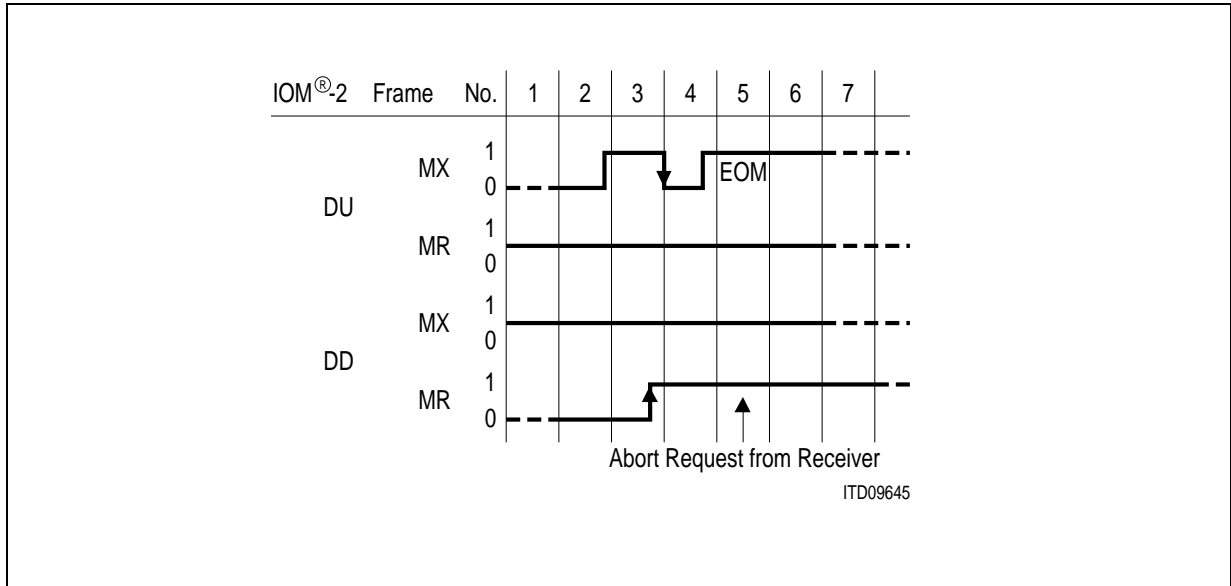 IOM®-2 Frame No. 1 2 3 4 5 6 7
MX 1
0
EOM
DU
MR 1
0
MX 1
0
DD
MR 1
0
Abort Request from Receiver
ITD09645